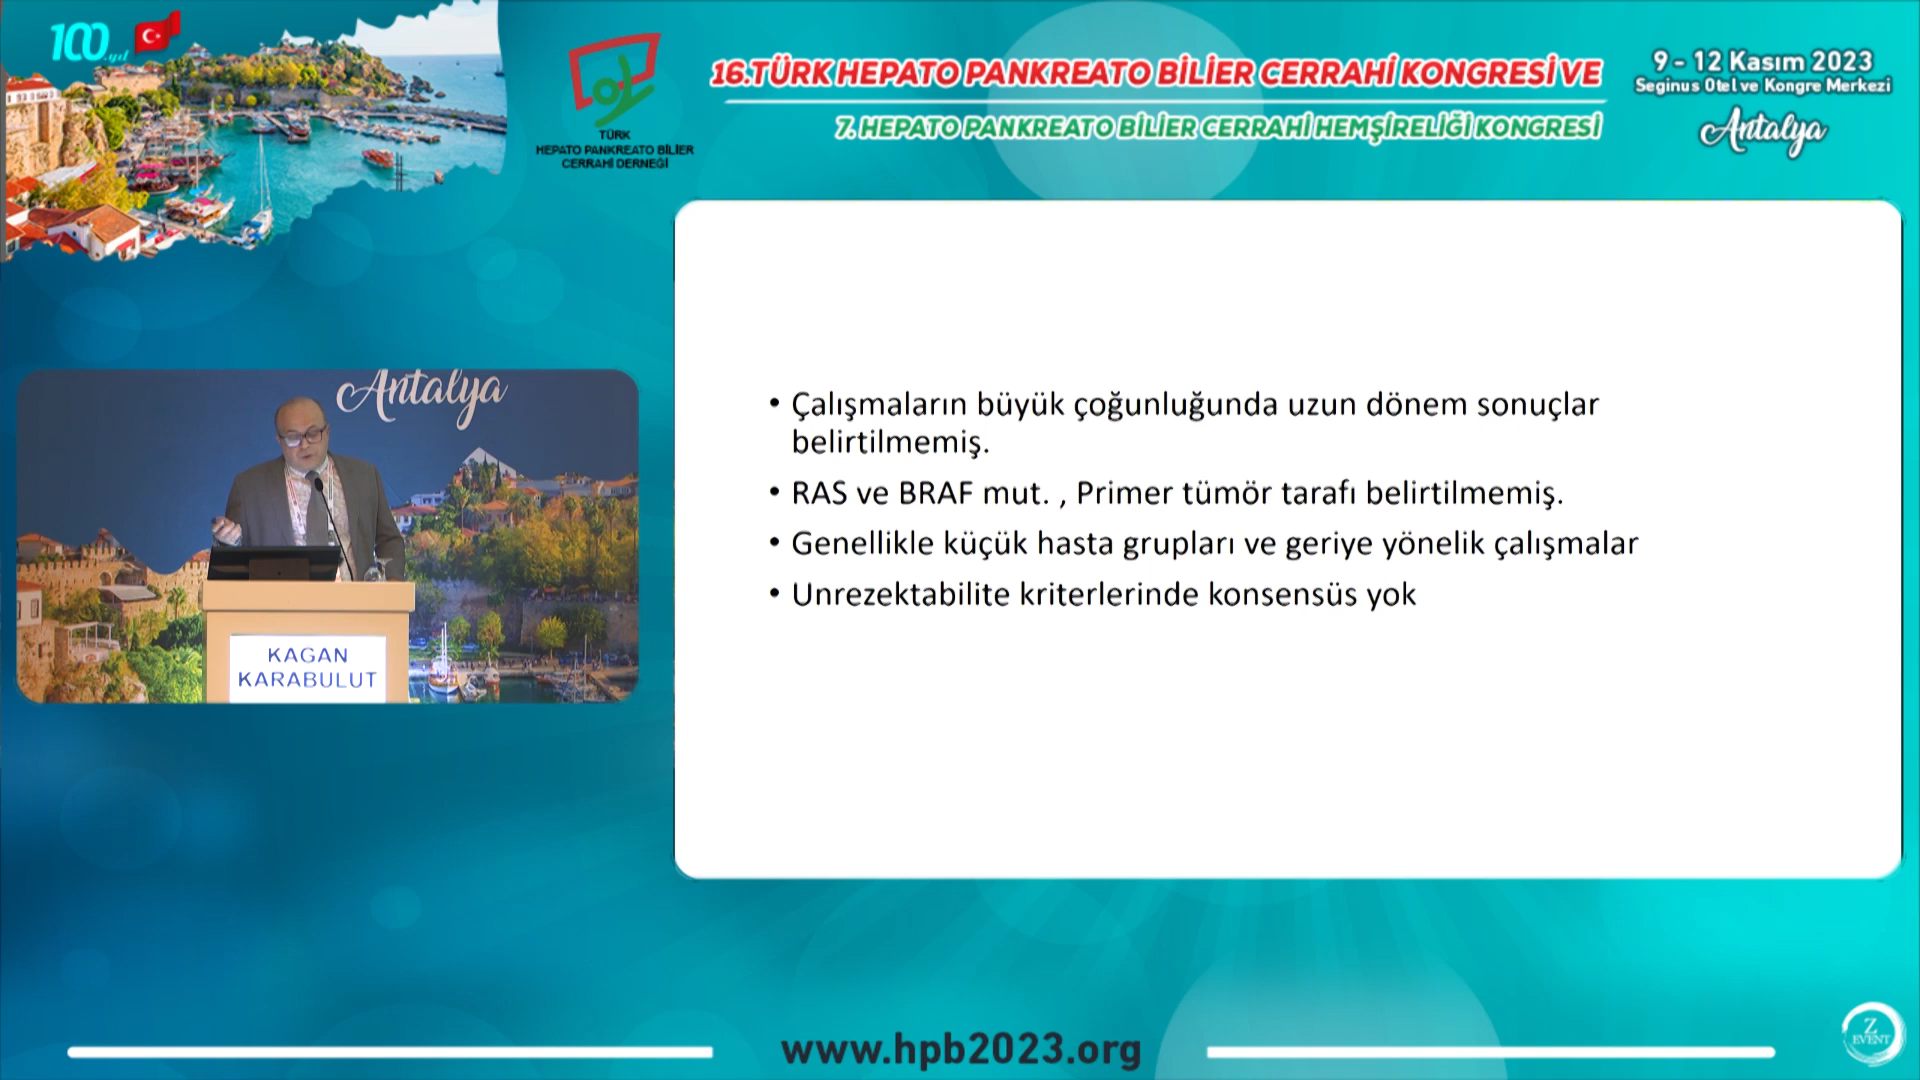 100.yıl
TÜRK
HEPATO PANKREATO BİLİER
CERRAHİ DERNEĞİ
16.TÜRK HEPATO PANKREATO BİLİER CERRAHİ KONGRESİ VE
7. HEPATO PANKREATO BİLİER CERRAHİ HEMŞİRELİĞİ KONGRESİ
9 - 12 Kasım 2023
Seginus Otel ve Kongre Merkezi
Antalya
Antalya
KAGAN
KARABULUT
• Çalışmaların büyük çoğunluğunda uzun dönem sonuçlar
belirtilmemiş.
• RAS ve BRAF mut. , Primer tümör tarafı belirtilmemiş.
• Genellikle küçük hasta grupları ve geriye yönelik çalışmalar
• Unrezektabilite kriterlerinde konsensüs yok
www.hpb2023.org
Z
EVENT